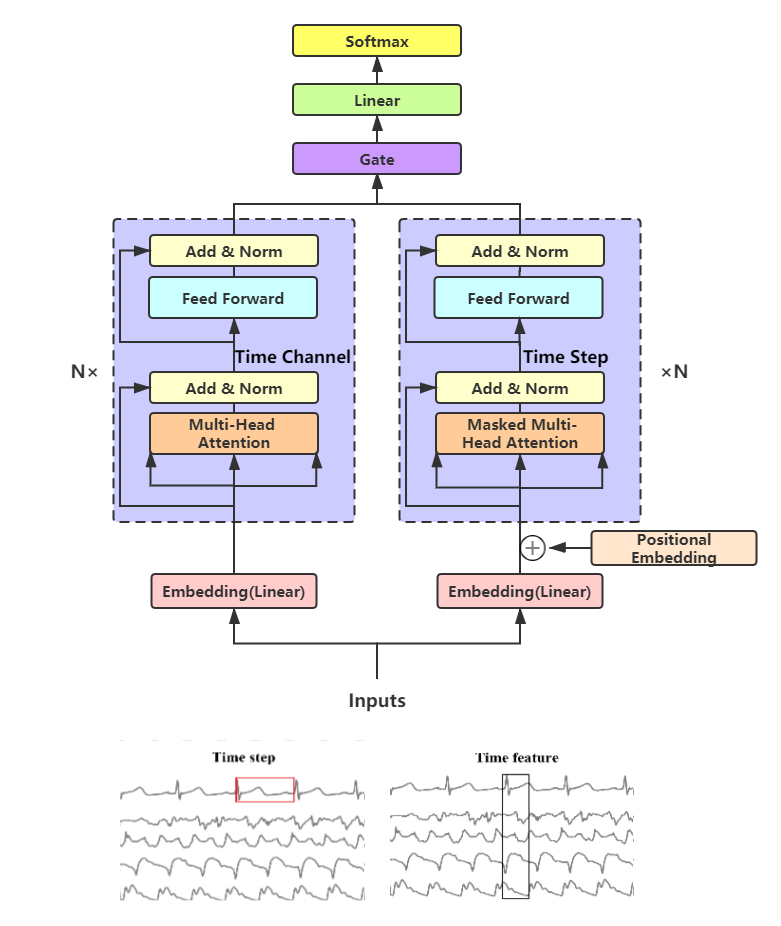 Softmax
Linear
Gate
Add & Norm
Add & Norm
Feed Forward
Feed Forward
Time Channel
Time Step
N×
×N
Add & Norm
Add & Norm
Multi-Head
Attention
Masked Multi-
Head Attention
Positional
Embedding
Embedding(Linear)
Embedding(Linear)
Inputs
Time step
Time feature